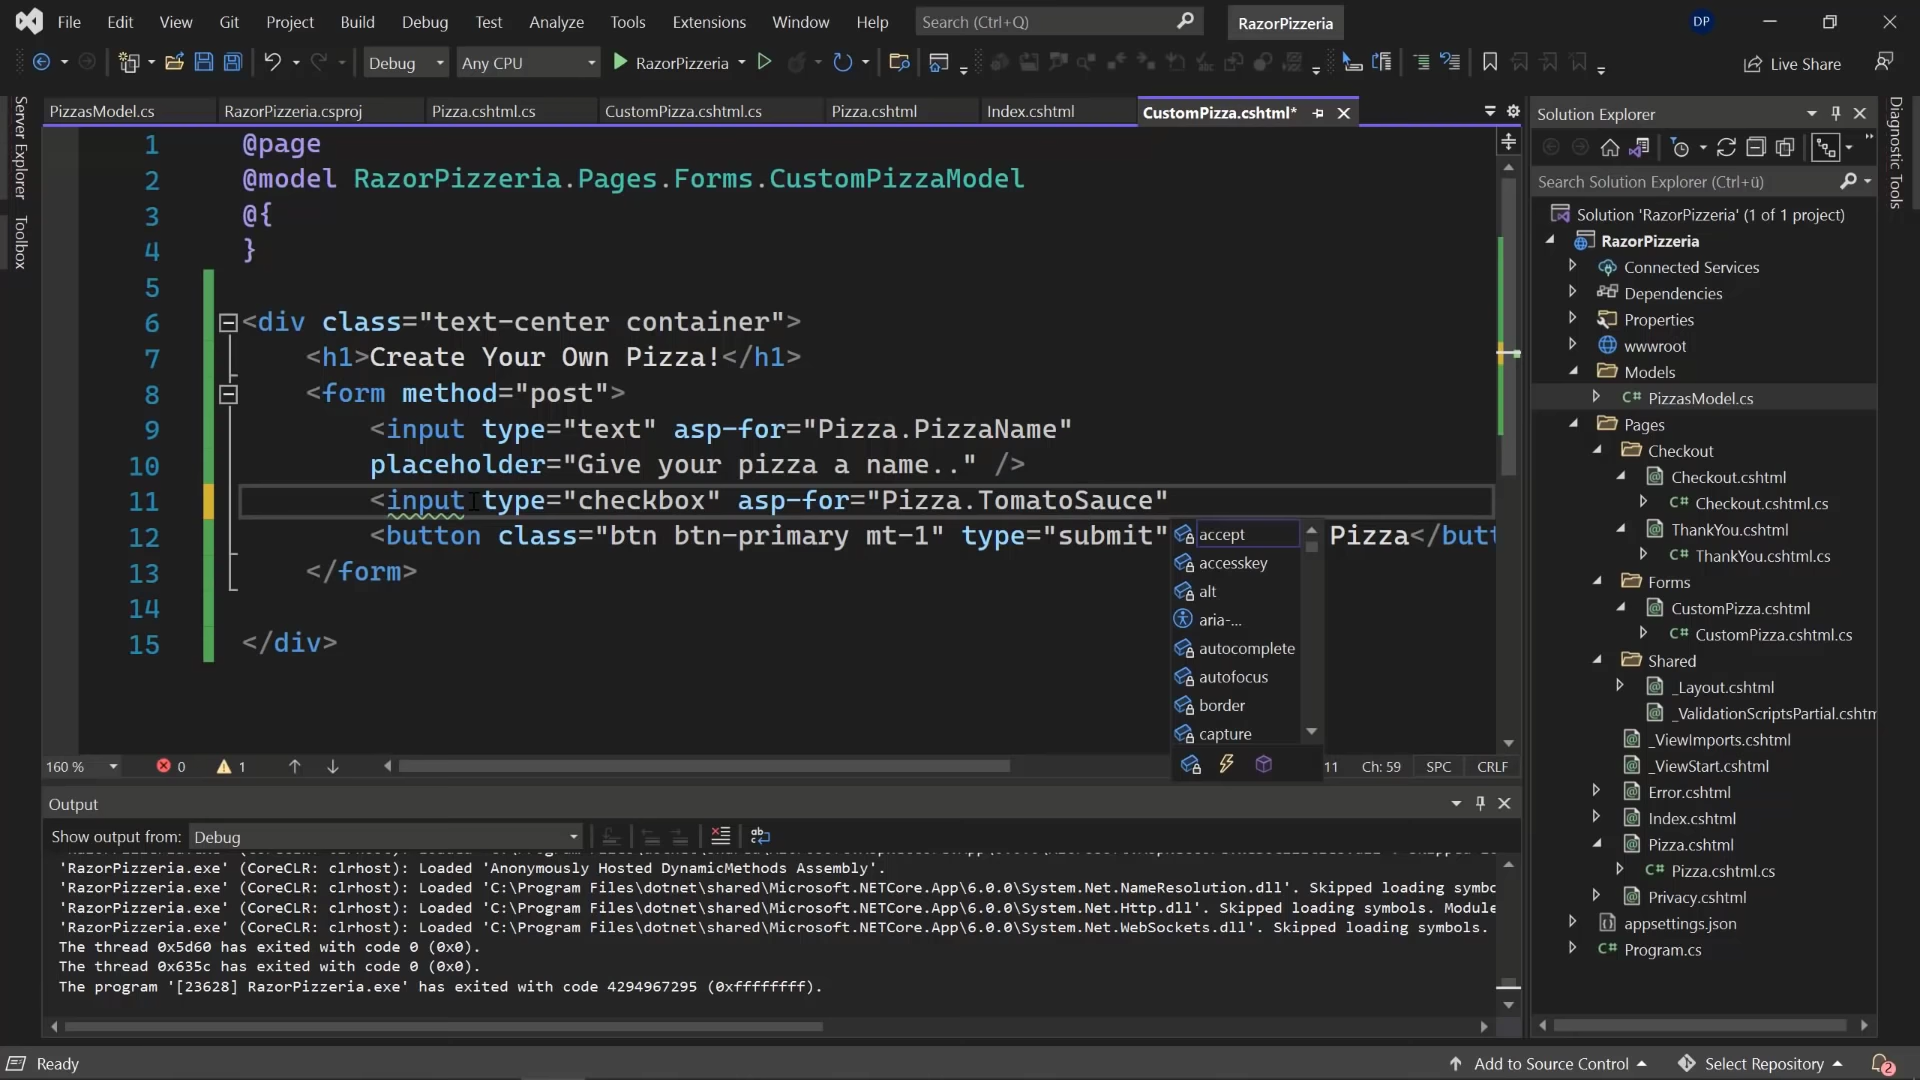 File Edit View Git Project Build Debug Test Analyze Tools Extensions Window Help Search (Ctrl+Q) RazorPizzeria DP
Debug Any CPU RazorPizzeria Live Share
Server Explorer
Toolbox
PizzasModel.cs RazorPizzeria.csproj Pizza.cshtml.cs CustomPizza.cshtml.cs Pizza.cshtml Index.cshtml CustomPizza.cshtml*
1 @page
2 @model RazorPizzeria.Pages.Forms.CustomPizzaModel
3 @{
4 }
5
6 <div class="text-center container">
7 <h1>Create Your Own Pizza!</h1>
8 <form method="post">
9 <input type="text" asp-for="Pizza.PizzaName"
10 placeholder="Give your pizza a name.." />
11 <input type="checkbox" asp-for="Pizza.TomatoSauce"
12 <button class="btn btn-primary mt-1" type="submit" Pizza</butt
13 </form>
14
15 </div>
accept
accesskey
alt
aria-...
autocomplete
autofocus
border
capture
160 % 0 1 11 Ch: 59 SPC CRLF
Output
Show output from: Debug
'RazorPizzeria.exe' (CoreCLR: clrhost): Loaded 'Anonymously Hosted DynamicMethods Assembly'.
'RazorPizzeria.exe' (CoreCLR: clrhost): Loaded 'C:\Program Files\dotnet\shared\Microsoft.NETCore.App\6.0.0\System.Net.NameResolution.dll'. Skipped loading symbo
'RazorPizzeria.exe' (CoreCLR: clrhost): Loaded 'C:\Program Files\dotnet\shared\Microsoft.NETCore.App\6.0.0\System.Net.Http.dll'. Skipped loading symbols. Module
'RazorPizzeria.exe' (CoreCLR: clrhost): Loaded 'C:\Program Files\dotnet\shared\Microsoft.NETCore.App\6.0.0\System.Net.WebSockets.dll'. Skipped loading symbols.
The thread 0x5d60 has exited with code 0 (0x0).
The thread 0x635c has exited with code 0 (0x0).
The program '[23628] RazorPizzeria.exe' has exited with code 4294967295 (0xffffffff).
Solution Explorer
Search Solution Explorer (Ctrl+ü)
Solution 'RazorPizzeria' (1 of 1 project)
RazorPizzeria
Connected Services
Dependencies
Properties
wwwroot
Models
C# PizzasModel.cs
Pages
Checkout
Checkout.cshtml
C# Checkout.cshtml.cs
ThankYou.cshtml
C# ThankYou.cshtml.cs
Forms
CustomPizza.cshtml
C# CustomPizza.cshtml.cs
Shared
_Layout.cshtml
_ValidationScriptsPartial.cshtm
_ViewImports.cshtml
_ViewStart.cshtml
Error.cshtml
Index.cshtml
Pizza.cshtml
C# Pizza.cshtml.cs
Privacy.cshtml
appsettings.json
C# Program.cs
Diagnostic Tools
Ready Add to Source Control Select Repository 2